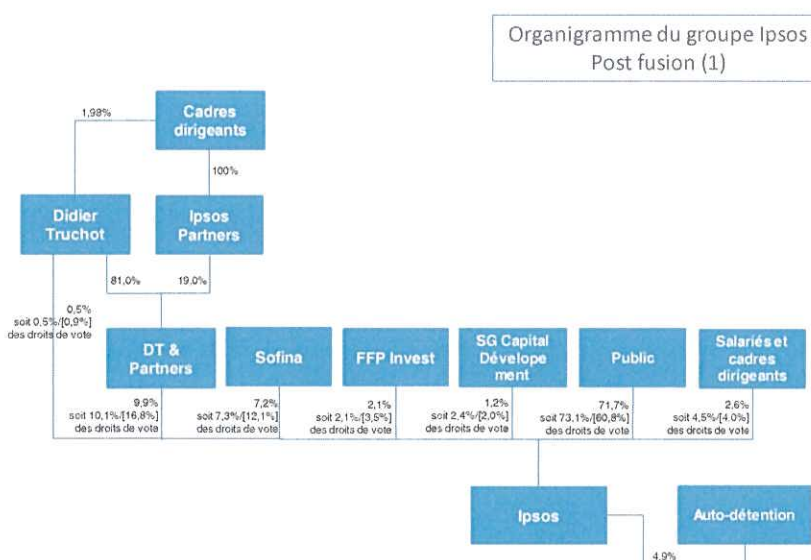 Organigramme du groupe Ipsos
Post fusion (1)
1,98%
Cadres
dirigeants
100%
Didier
Truchot
Ipsos
Partners
81,0%
19,0%
0,5%
soit 0,5%/[0,9%]
des droits de vote
DT &
Partners
Sofina
FFP Invest
SG Capital
Dévelope
ment
Public
Salariés et
cadres
dirigeants
9,9%
soit 10,1%/[16,8%]
des droits de vote
7,2%
soit 7,3%/[12,1%]
des droits de vote
2,1%
soit 2,1%/[3,5%]
des droits de vote
1,2%
soit 2,4%/[2,0%]
des droits de vote
71,7%
soit 73,1%/[60,8%]
des droits de vote
2,6%
soit 4,5%/[4,0%]
des droits de vote
Ipsos
Auto-détention
4,9%